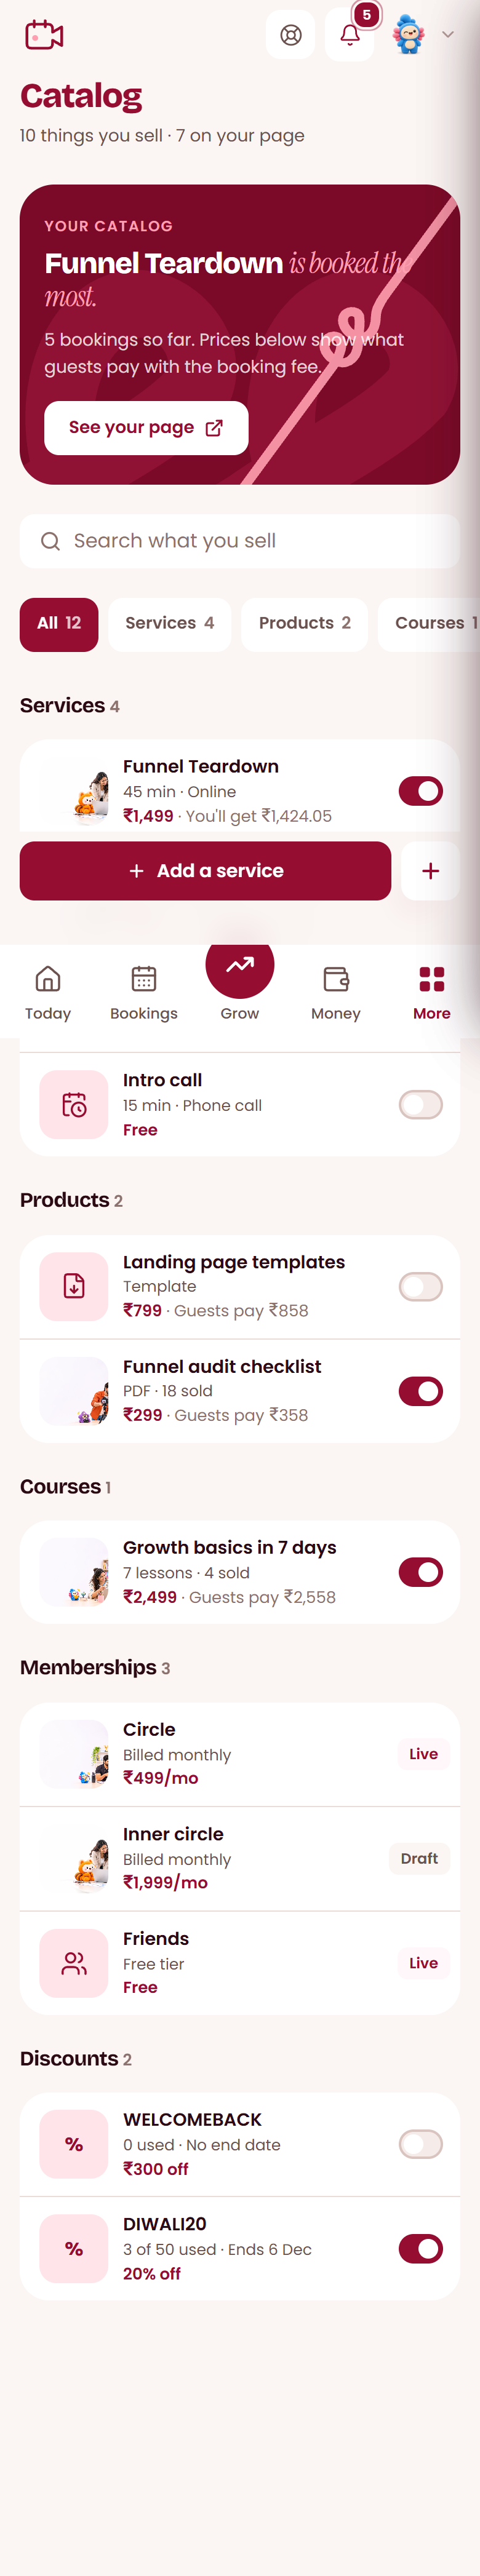 5
Catalog
10 things you sell · 7 on your page
YOUR CATALOG
Funnel Teardown is booked the
most.
5 bookings so far. Prices below show what
guests pay with the booking fee.
See your page
Search what you sell
All 12
Services 4
Products 2
Courses 1
Services 4
Funnel Teardown
45 min · Online
₹1,499 · You'll get ₹1,424.05
+ Add a service
+
Today
Bookings
Grow
Money
More
Intro call
15 min · Phone call
Free
Products 2
Landing page templates
Template
₹799 · Guests pay ₹858
Funnel audit checklist
PDF · 18 sold
₹299 · Guests pay ₹358
Courses 1
Growth basics in 7 days
7 lessons · 4 sold
₹2,499 · Guests pay ₹2,558
Memberships 3
Circle
Billed monthly
₹499/mo
Live
Inner circle
Billed monthly
₹1,999/mo
Draft
Friends
Free tier
Free
Live
Discounts 2
%
WELCOMEBACK
0 used · No end date
₹300 off
%
DIWALI20
3 of 50 used · Ends 6 Dec
20% off